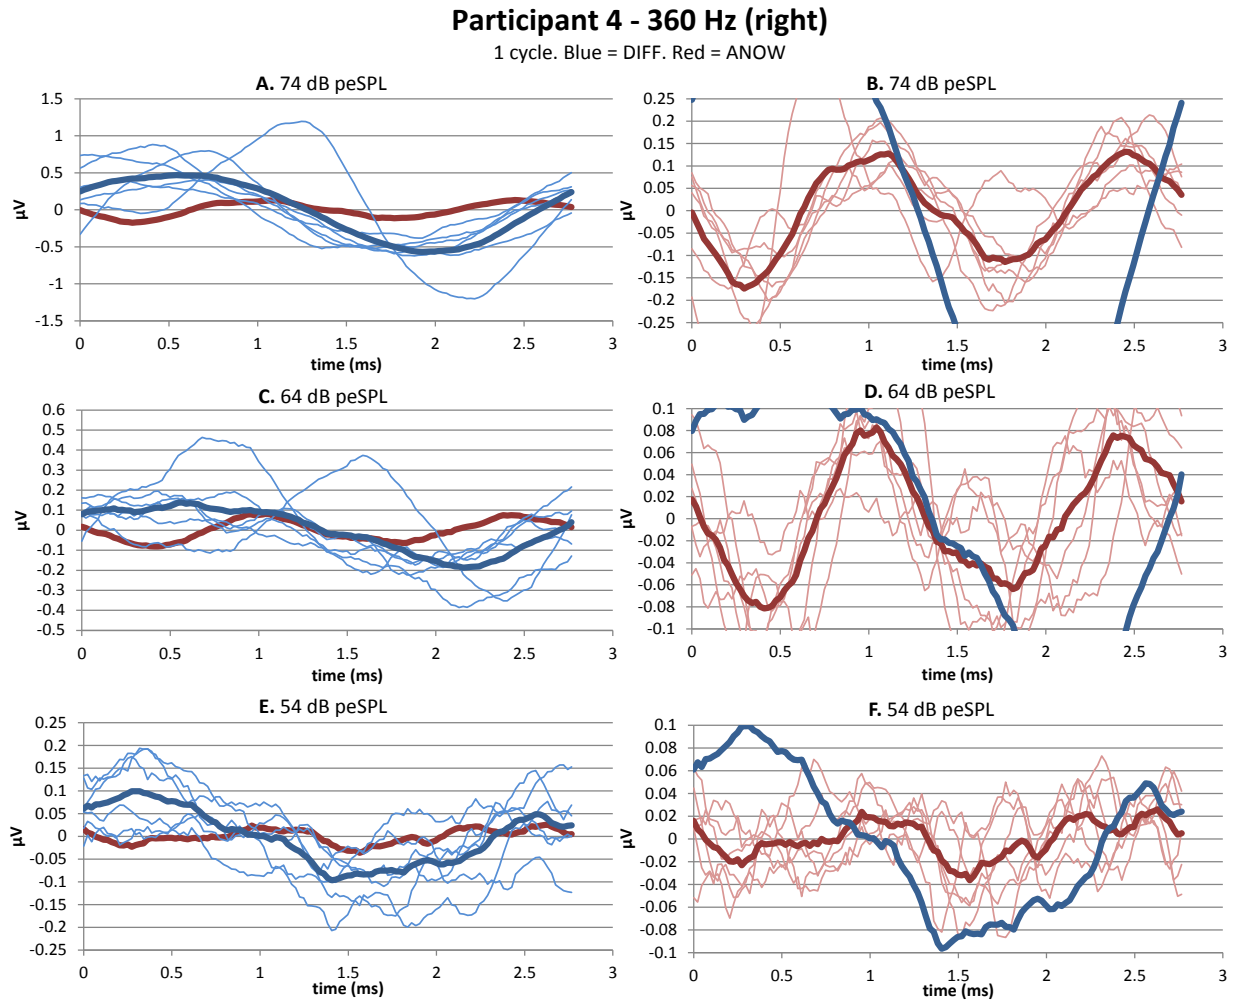 Participant 4 - 360 Hz (right)
1 cycle. Blue = DIFF. Red = ANOW
A. 74 dB peSPL
1.5
1
0.5
0
-0.5
-1
-1.5
µV
0 0.5 1 1.5 2 2.5 3
time (ms)
B. 74 dB peSPL
0.25
0.2
0.15
0.1
0.05
0
-0.05
-0.1
-0.15
-0.2
-0.25
µV
0 0.5 1 1.5 2 2.5 3
time (ms)
C. 64 dB peSPL
0.6
0.5
0.4
0.3
0.2
0.1
0
-0.1
-0.2
-0.3
-0.4
-0.5
µV
0 0.5 1 1.5 2 2.5 3
time (ms)
D. 64 dB peSPL
0.1
0.08
0.06
0.04
0.02
0
-0.02
-0.04
-0.06
-0.08
-0.1
µV
0 0.5 1 1.5 2 2.5 3
time (ms)
E. 54 dB peSPL
0.25
0.2
0.15
0.1
0.05
0
-0.05
-0.1
-0.15
-0.2
-0.25
µV
0 0.5 1 1.5 2 2.5 3
time (ms)
F. 54 dB peSPL
0.1
0.08
0.06
0.04
0.02
0
-0.02
-0.04
-0.06
-0.08
-0.1
µV
0 0.5 1 1.5 2 2.5 3
time (ms)